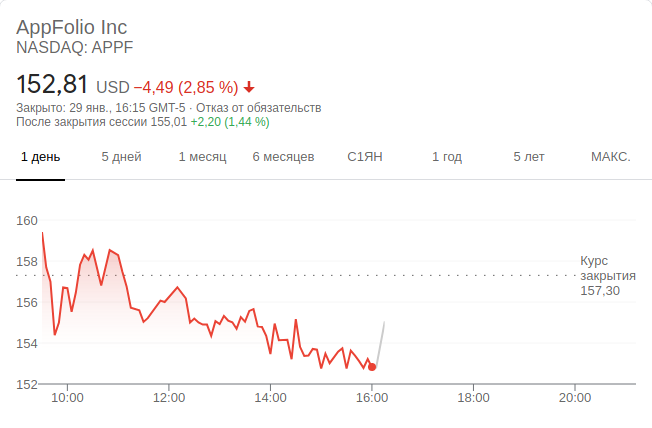 AppFolio Inc
NASDAQ: APPF
152,81 USD −4,49 (2,85 %)
Закрыто: 29 янв., 16:15 GMT-5 · Отказ от обязательств
После закрытия сессии 155,01 +2,20 (1,44 %)
1 день 5 дней 1 месяц 6 месяцев С1ЯН 1 год 5 лет МАКС.
160
158
156
154
152
Курс
закрытия
157,30
10:00 12:00 14:00 16:00 18:00 20:00